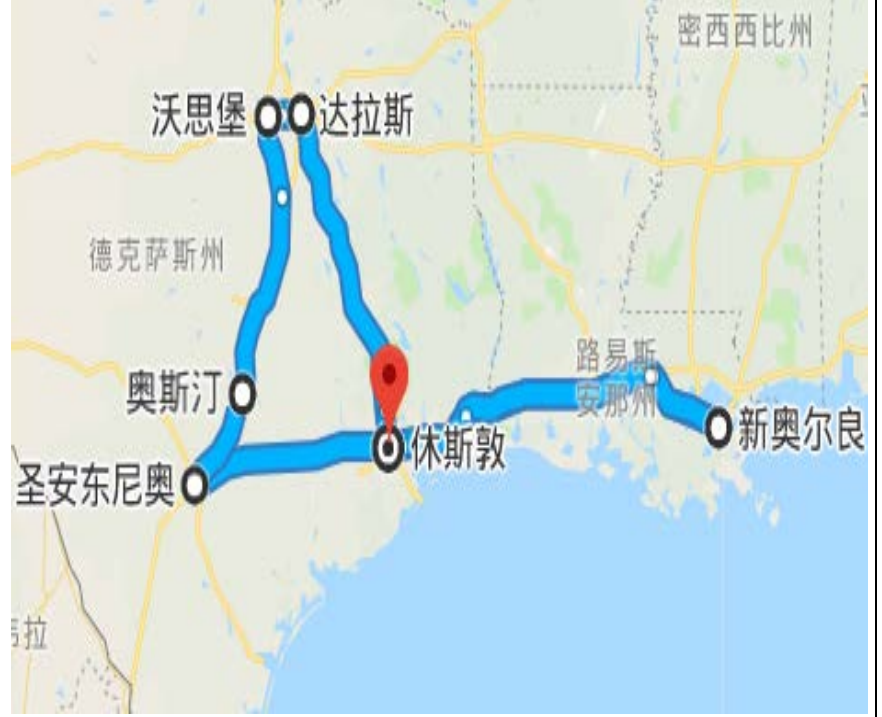 密西西比州
沃思堡
达拉斯
德克萨斯州
奥斯汀
路易斯
安那州
新奥尔良
休斯敦
圣安东尼奥
拉